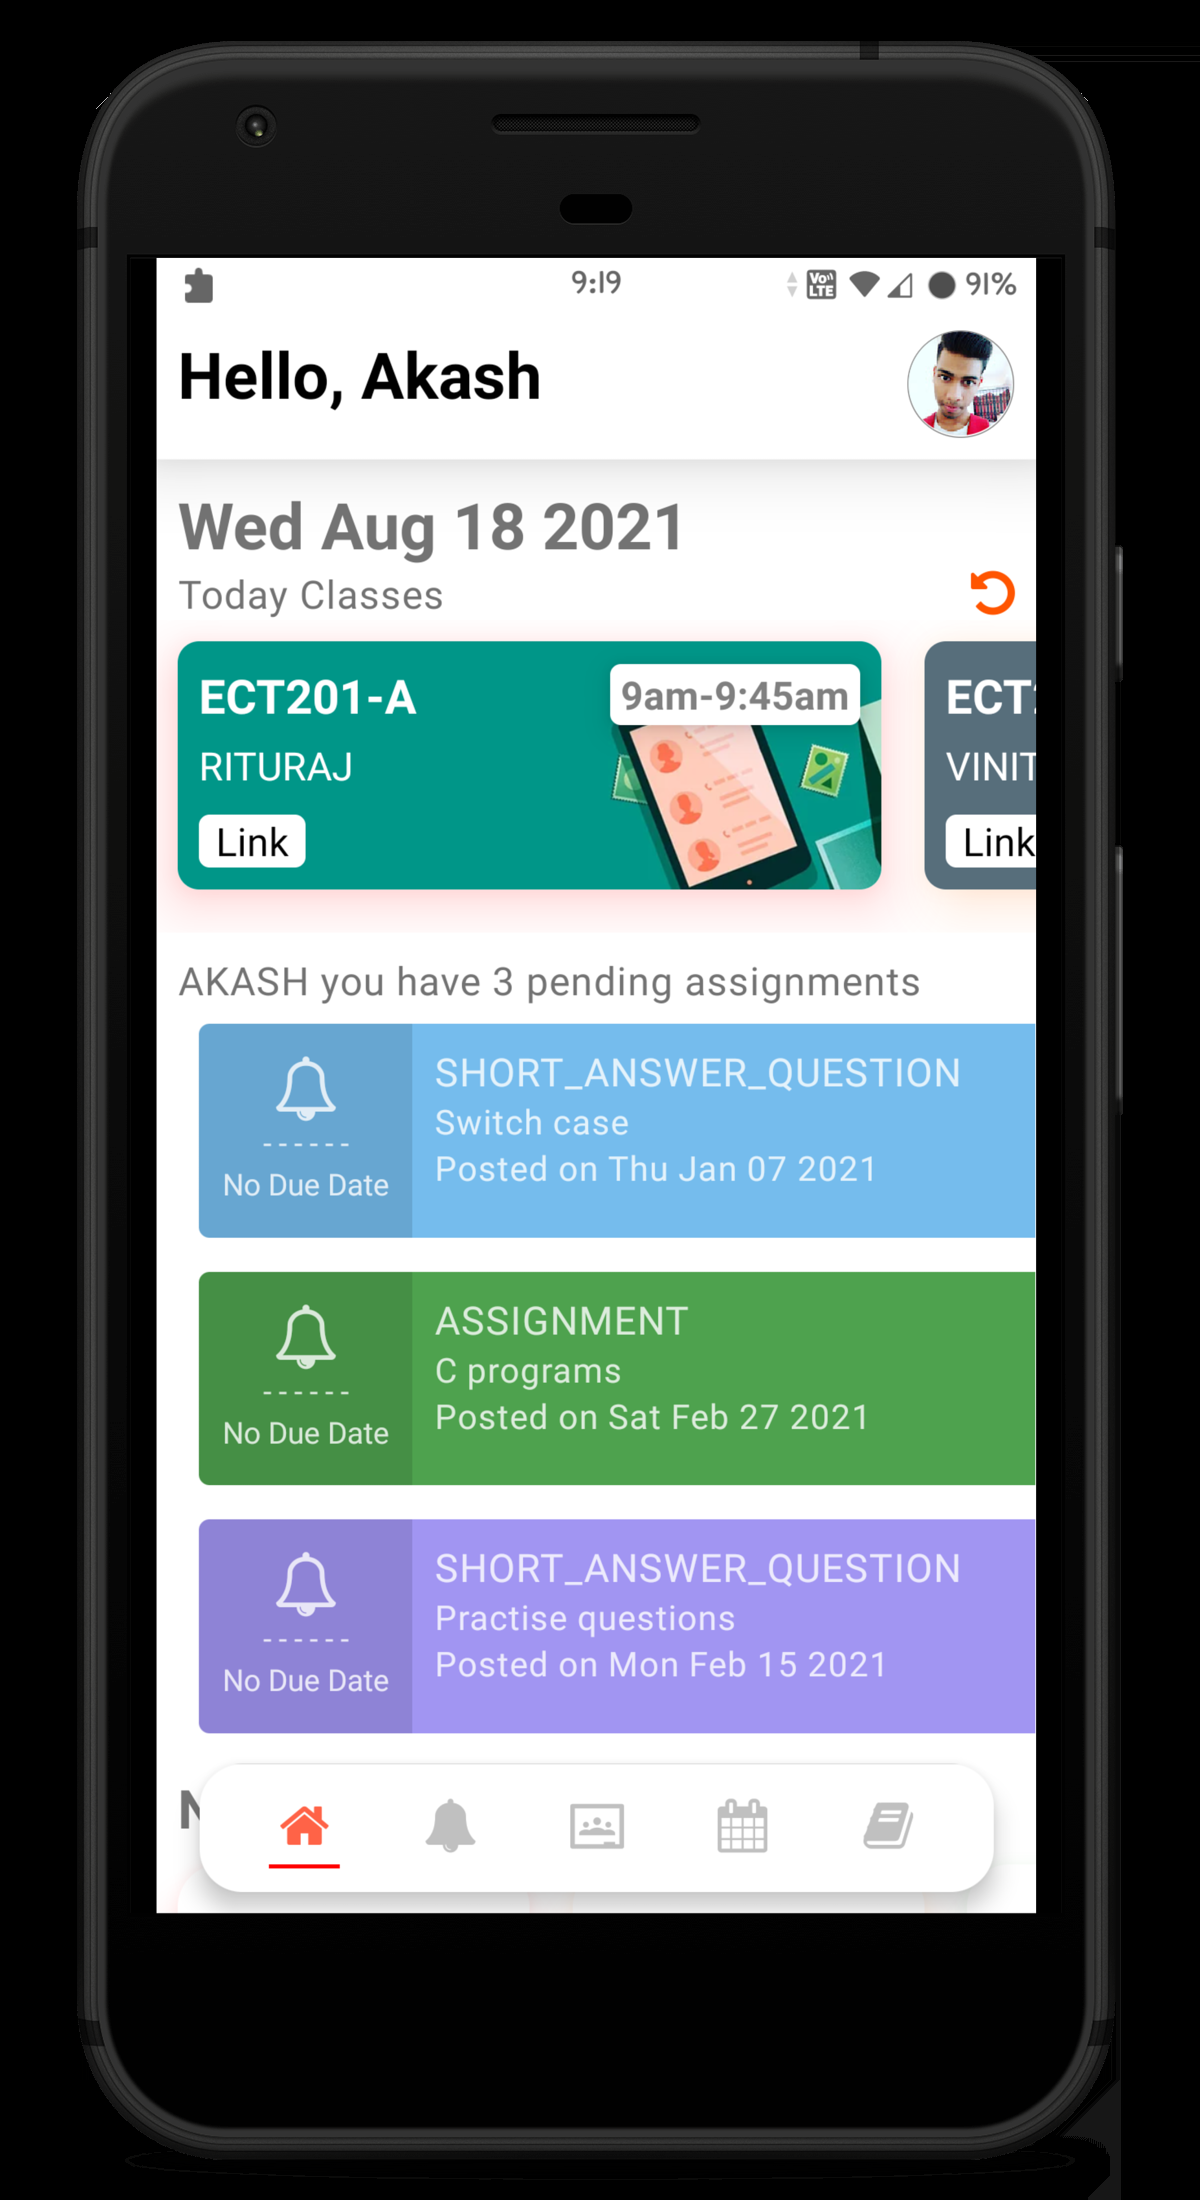 9:19
Vo LTE
91%
Hello, Akash
Wed Aug 18 2021
Today Classes
ECT201-A
9am-9:45am
RITURAJ
Link
ECT
VINIT
Link
AKASH you have 3 pending assignments
SHORT_ANSWER_QUESTION
Switch case
Posted on Thu Jan 07 2021
No Due Date
ASSIGNMENT
C programs
Posted on Sat Feb 27 2021
No Due Date
SHORT_ANSWER_QUESTION
Practise questions
Posted on Mon Feb 15 2021
No Due Date